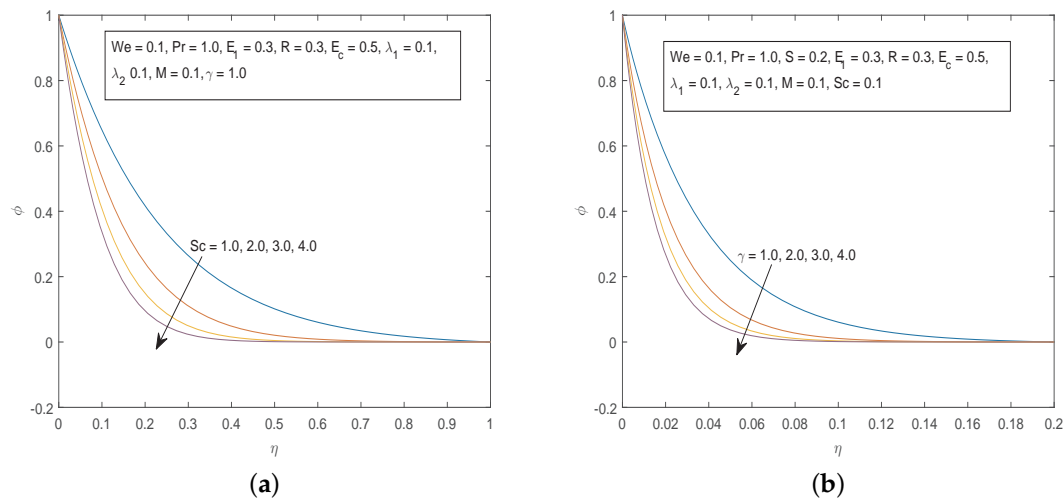 We = 0.1, Pr = 1.0, E₁ = 0.3, R = 0.3, E_c = 0.5, λ₁ = 0.1,
λ₂ 0.1, M = 0.1, γ = 1.0
Sc = 1.0, 2.0, 3.0, 4.0
1
0.8
0.6
0.4
0.2
0
-0.2
ϕ
0 0.1 0.2 0.3 0.4 0.5 0.6 0.7 0.8 0.9 1
η
(a)
We = 0.1, Pr = 1.0, S = 0.2, E₁ = 0.3, R = 0.3, E_c = 0.5,
λ₁ = 0.1, λ₂ = 0.1, M = 0.1, Sc = 0.1
γ = 1.0, 2.0, 3.0, 4.0
1
0.8
0.6
0.4
0.2
0
-0.2
ϕ
0 0.02 0.04 0.06 0.08 0.1 0.12 0.14 0.16 0.18 0.2
η
(b)